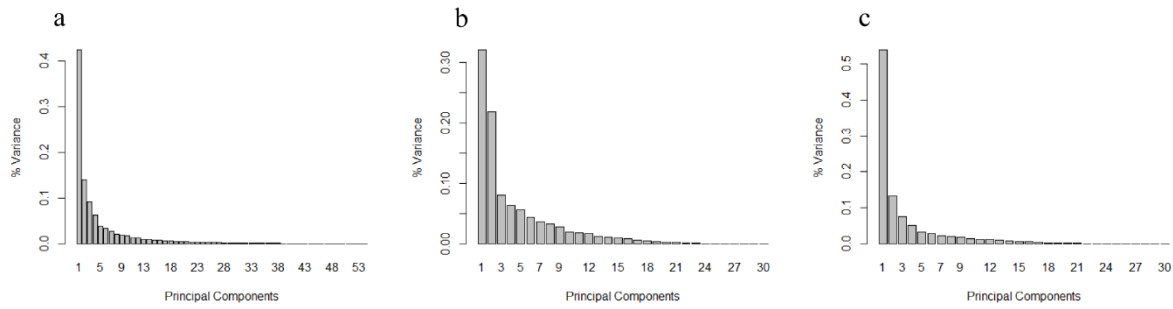 a
% Variance
0.4
0.3
0.2
0.1
0.0
1 5 9 13 18 23 28 33 38 43 48 53
Principal Components
b
% Variance
0.30
0.20
0.10
0.00
1 3 5 7 9 12 15 18 21 24 27 30
Principal Components
c
% Variance
0.5
0.4
0.3
0.2
0.1
0.0
1 3 5 7 9 12 15 18 21 24 27 30
Principal Components